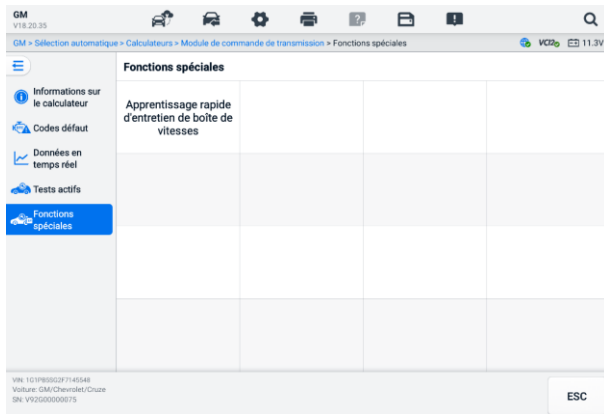 GM
V18.20.35
GM > Sélection automatique > Calculateurs > Module de commande de transmission > Fonctions spéciales
VCI 11.3V
Fonctions spéciales
Informations sur
le calculateur
Codes défaut
Données en
temps réel
Tests actifs
Fonctions
spéciales
Apprentissage rapide
d'entretien de boîte de
vitesses
VIN: 1G1PB5SG2F7145548
Voiture: GM/Chevrolet/Cruze
SN: V92G00000075
ESC